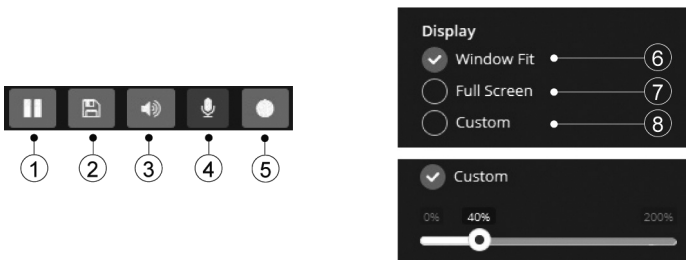 1 2 3 4 5
Display
Window Fit 6
Full Screen 7
Custom 8
Custom
0% 40% 200%